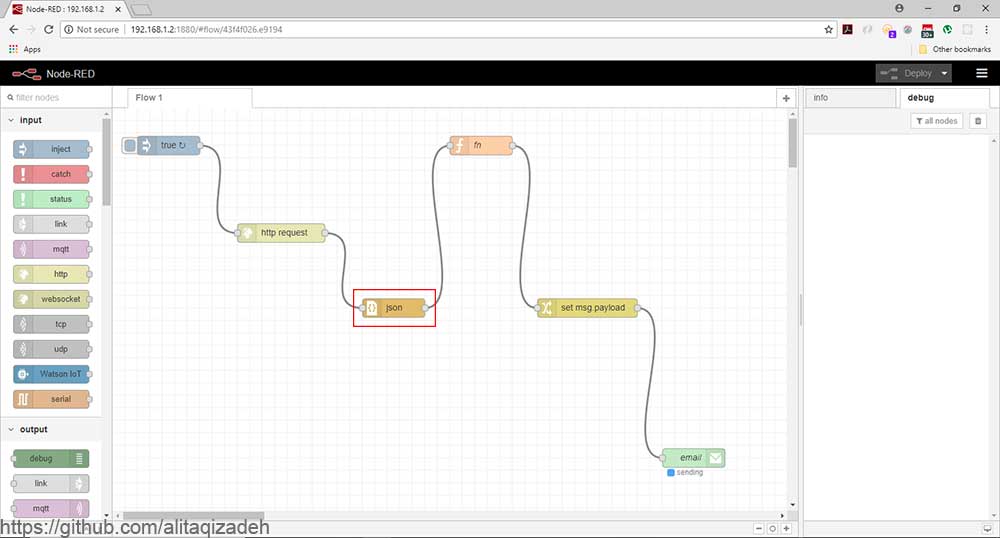 Node-RED : 192.168.1.2
Not secure | 192.168.1.2:1880/#flow/43f4f026.e9194
2
30+
Apps
Other bookmarks
Node-RED
Deploy
filter nodes
Flow 1
info
debug
all nodes
input
inject
catch
status
link
mqtt
http
websocket
tcp
udp
Watson IoT
serial
output
debug
link
mqtt
true ↻
http request
json
fn
set msg payload
email
sending
https://github.com/alitaqizadeh